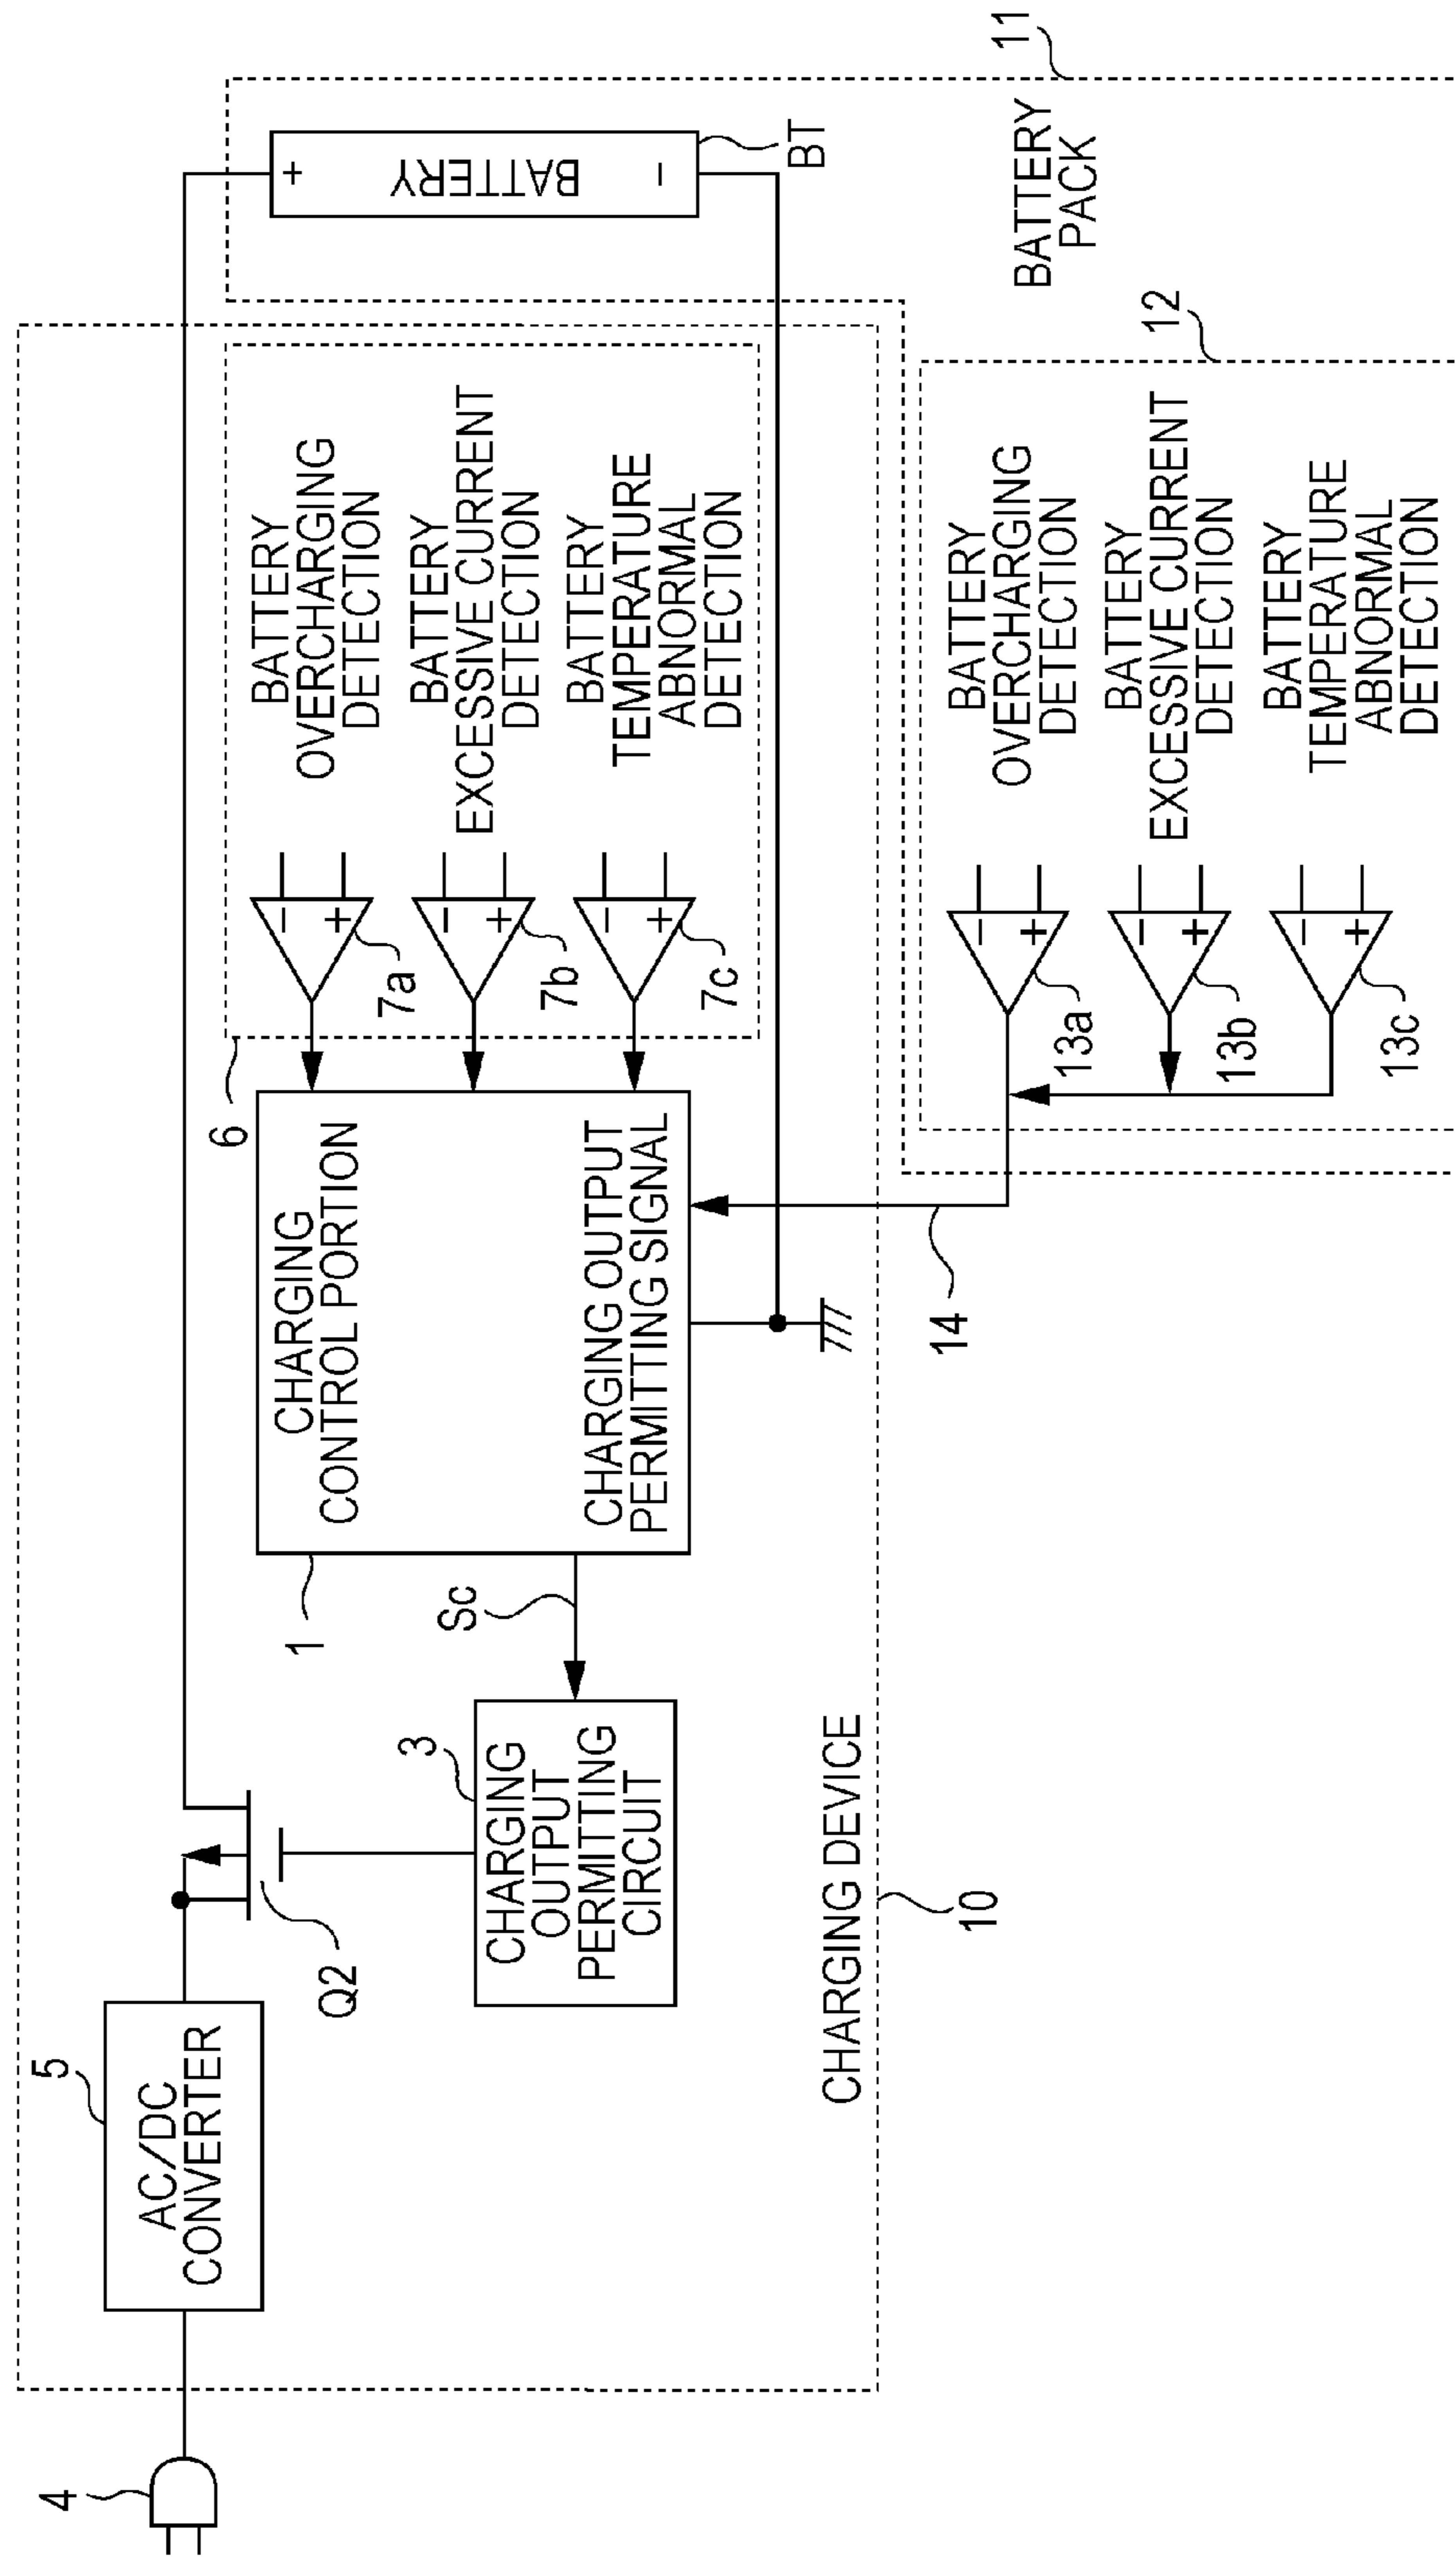 4
5
AC/DC
CONVERTER
Q2
3
CHARGING
OUTPUT
PERMITTING
CIRCUIT
Sc
1
CHARGING
CONTROL PORTION
CHARGING OUTPUT
PERMITTING SIGNAL
6
7a
7b
7c
BATTERY
OVERCHARGING
DETECTION
BATTERY
EXCESSIVE CURRENT
DETECTION
BATTERY
TEMPERATURE
ABNORMAL
DETECTION
+
BATTERY
−
BT
CHARGING DEVICE
10
14
13a
13b
13c
− +
− +
− +
− +
− +
− +
BATTERY
OVERCHARGING
DETECTION
BATTERY
EXCESSIVE CURRENT
DETECTION
BATTERY
TEMPERATURE
ABNORMAL
DETECTION
12
BATTERY
PACK
11